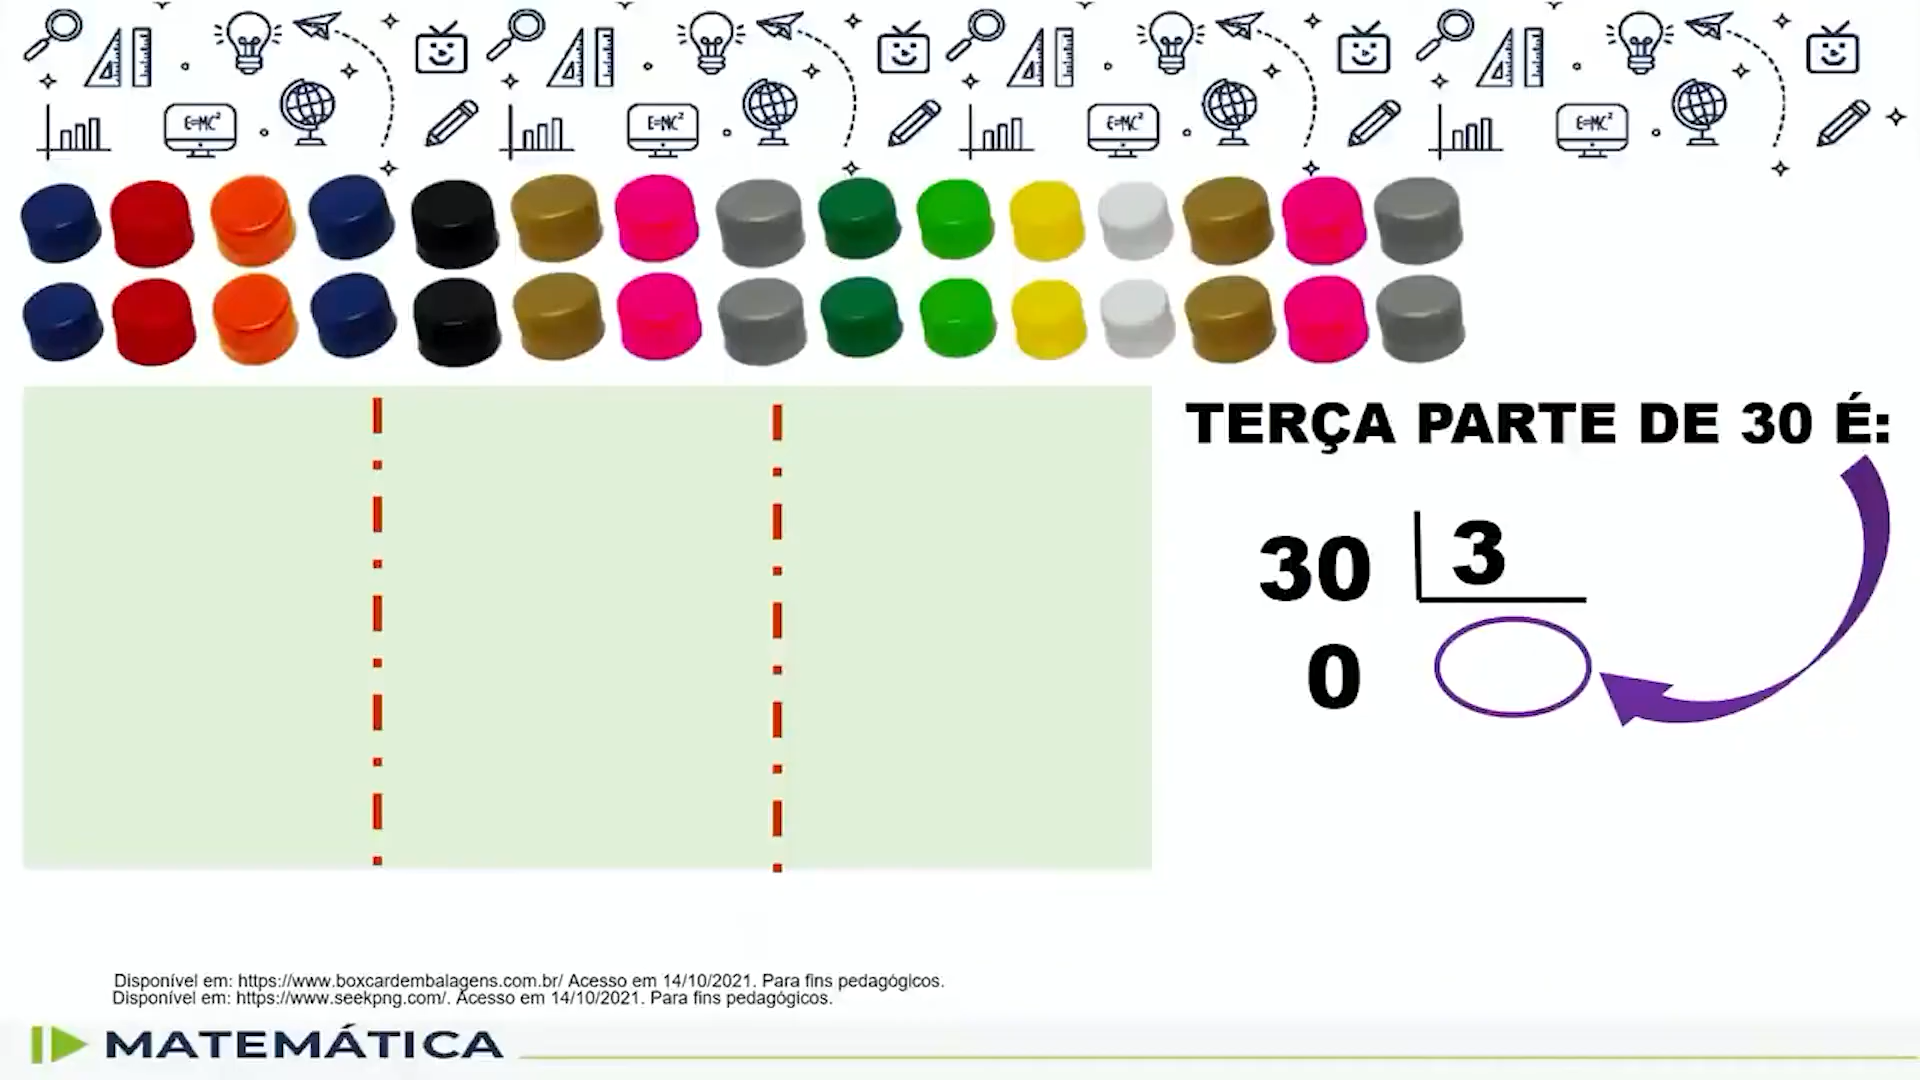 E=MC² E=MC² E=MC² E=MC²
TERÇA PARTE DE 30 É:
30 3
0
Disponível em: https://www.boxcardembalagens.com.br/ Acesso em 14/10/2021. Para fins pedagógicos.
Disponível em: https://www.seekpng.com/. Acesso em 14/10/2021. Para fins pedagógicos.
MATEMÁTICA